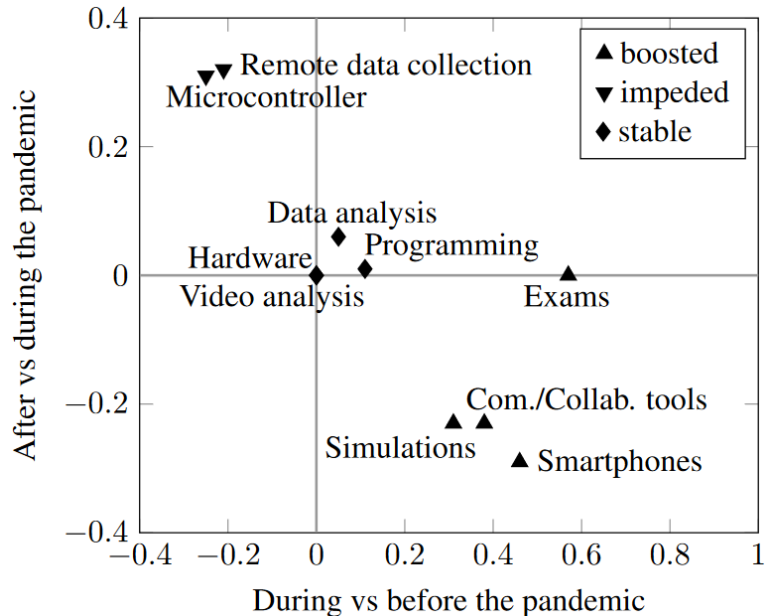 0.4
0.2
0
−0.2
−0.4
After vs during the pandemic
boosted
impeded
stable
Remote data collection
Microcontroller
Data analysis
Programming
Hardware
Video analysis
Exams
Com./Collab. tools
Simulations
Smartphones
−0.4 −0.2 0 0.2 0.4 0.6 0.8 1
During vs before the pandemic